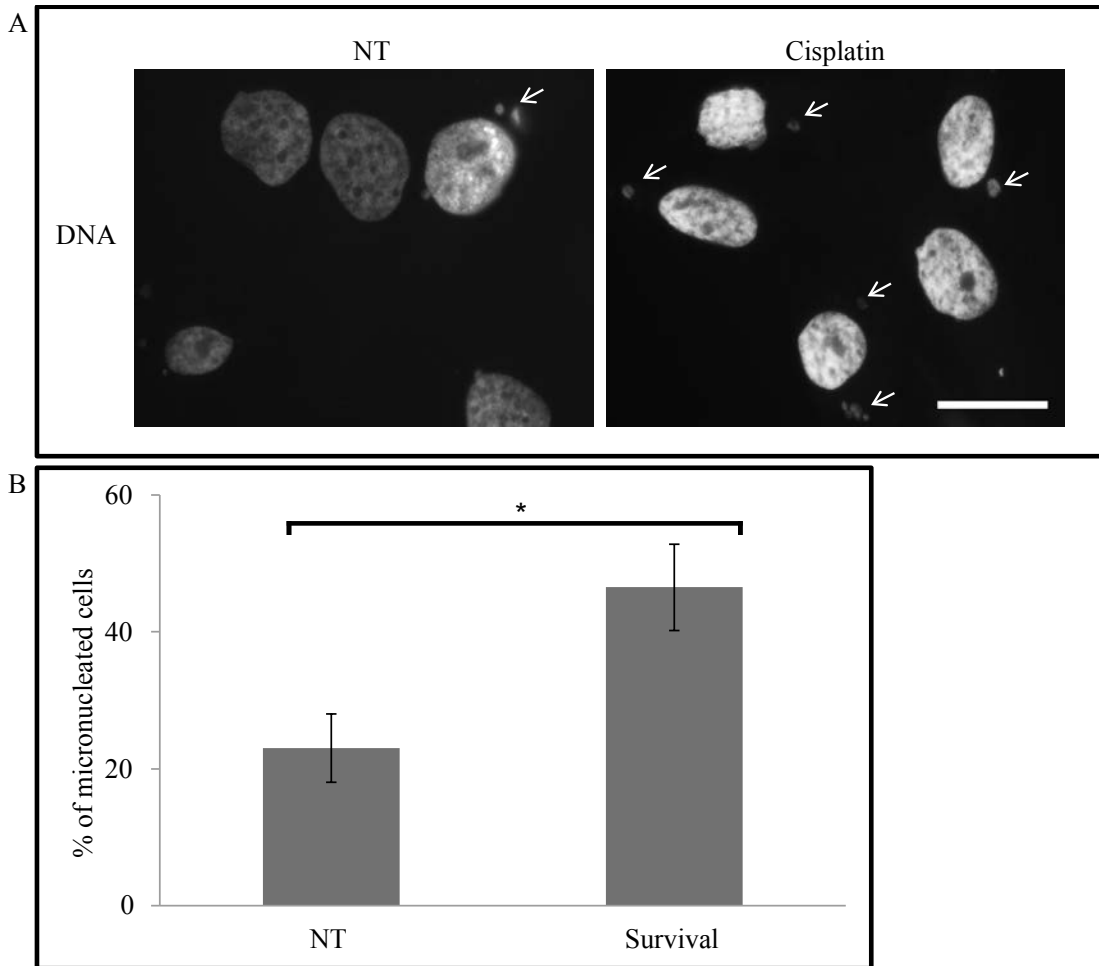 A
NT
Cisplatin
DNA
B
60
*
40
20
0
% of micronucleated cells
NT
Survival